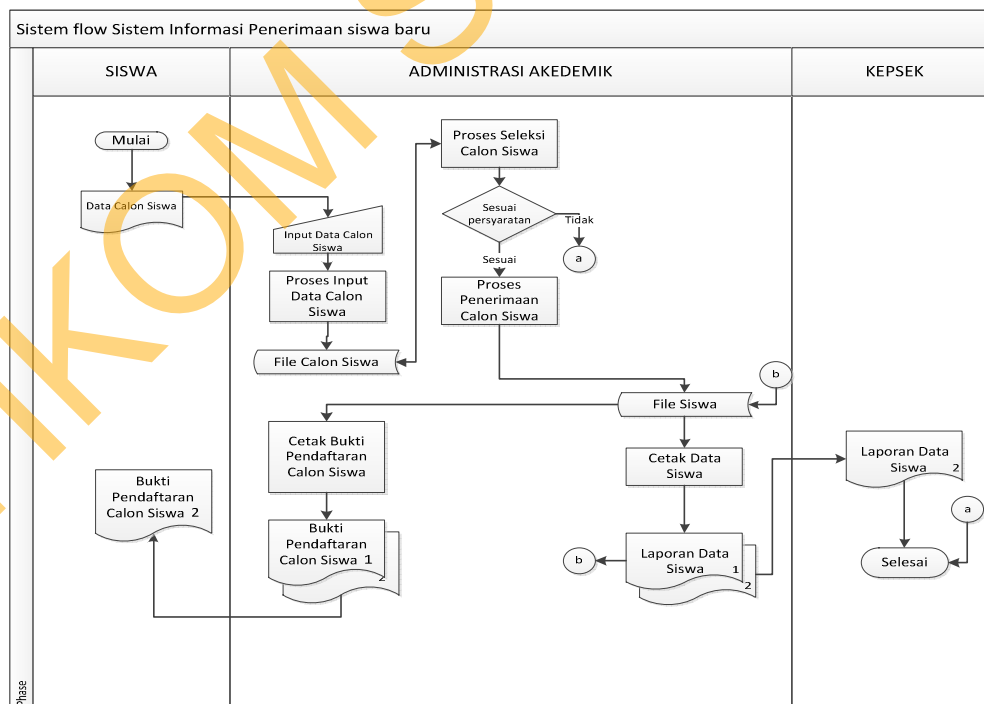 Sistem flow Sistem Informasi Penerimaan siswa baru
SISWA
ADMINISTRASI AKEDEMIK
KEPSEK
Mulai
Data Calon Siswa
Input Data Calon
Siswa
Proses Input
Data Calon
Siswa
File Calon Siswa
Proses Seleksi
Calon Siswa
Sesuai
persyaratan
Tidak
a
Sesuai
Proses
Penerimaan
Calon Siswa
b
File Siswa
Cetak Bukti
Pendaftaran
Calon Siswa
Cetak Data
Siswa
Laporan Data
Siswa 2
Bukti
Pendaftaran
Calon Siswa 2
Bukti
Pendaftaran
Calon Siswa 1
2
b
Laporan Data
Siswa 1
2
a
Selesai
Phase
IKOMS